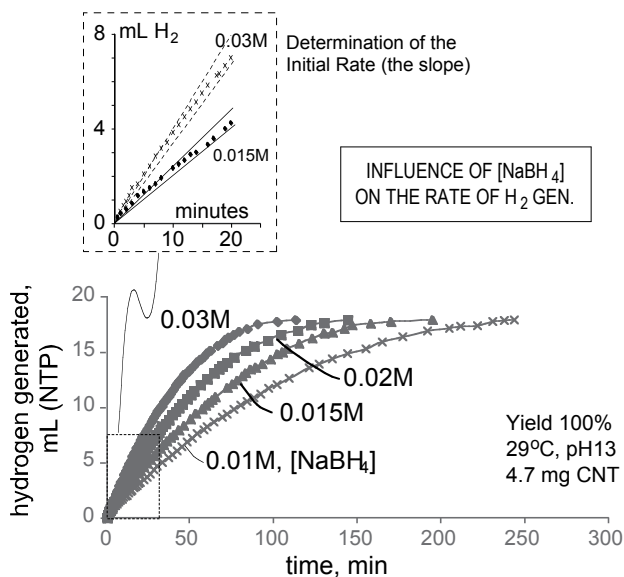 mL H2
0.03M
Determination of the
Initial Rate (the slope)
8
4
0
0.015M
minutes
0 10 20
INFLUENCE OF [NaBH4]
ON THE RATE OF H2 GEN.
hydrogen generated,
mL (NTP)
20
15
10
5
0
0.03M
0.02M
0.015M
0.01M, [NaBH4]
Yield 100%
29oC, pH13
4.7 mg CNT
0 50 100 150 200 250 300
time, min